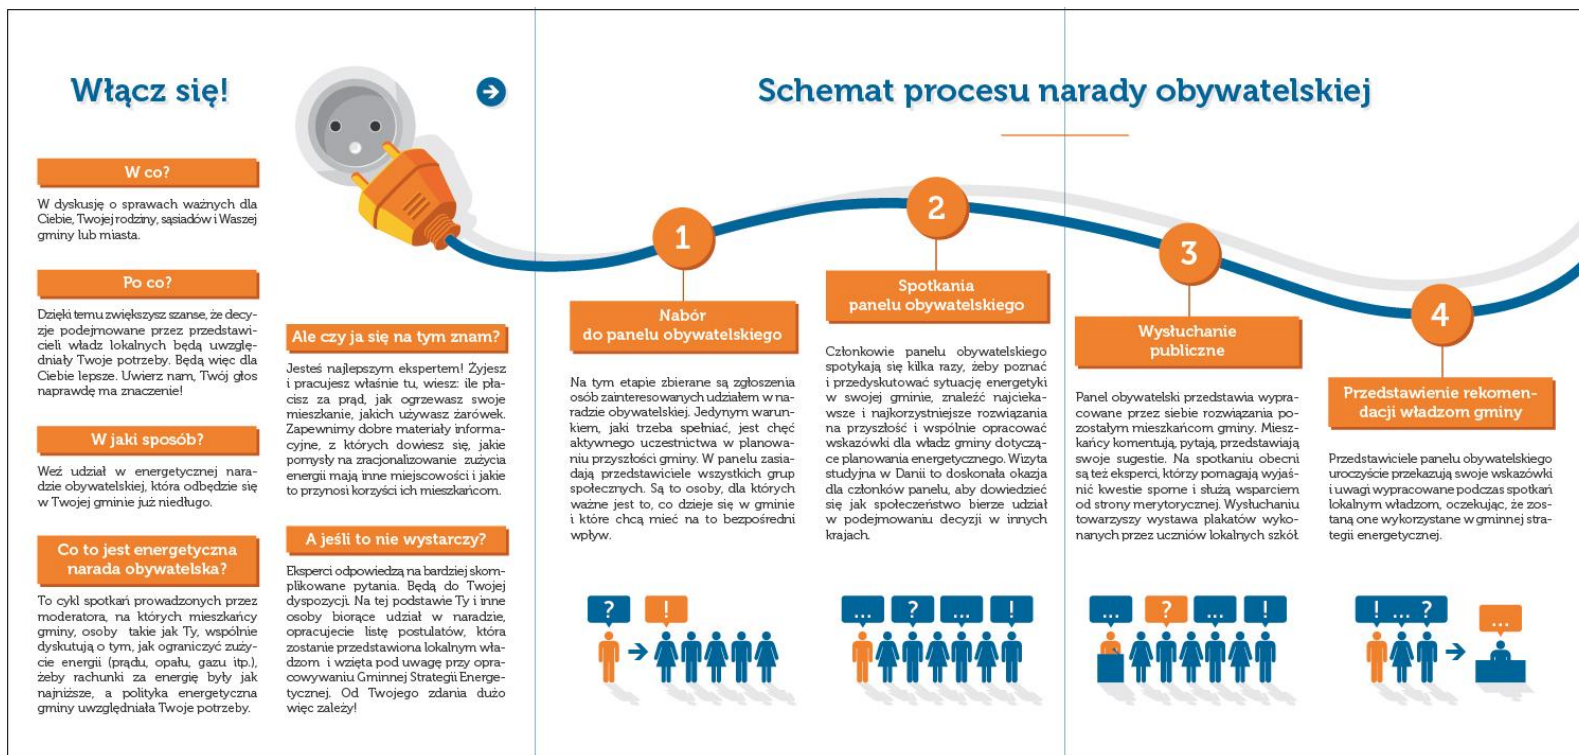 Włącz się!
W co?
W dyskusję o sprawach ważnych dla
Ciebie, Twojej rodziny, sąsiadów i Waszej
gminy lub miasta.
Po co?
Dzięki temu zwiększysz szanse, że decy-
zje podejmowane przez przedstawi-
cieli władz lokalnych będą uwzglę-
dniały Twoje potrzeby. Będą więc dla
Ciebie lepsze. Uwierz nam, Twój głos
naprawdę ma znaczenie!
W jaki sposób?
Weź udział w energetycznej nara-
dzie obywatelskiej, która odbędzie się
w Twojej gminie już niedługo.
Co to jest energetyczna
narada obywatelska?
To cykl spotkań prowadzonych przez
moderatora, na których mieszkańcy
gminy, osoby takie jak Ty, wspólnie
dyskutują o tym, jak ograniczyć zuży-
cie energii (prądu, opału, gazu itp.),
żeby rachunki za energię były jak
najniższe, a polityka energetyczna
gminy uwzględniała Twoje potrzeby.
Ale czy ja się na tym znam?
Jesteś najlepszym ekspertem! Żyjesz
i pracujesz właśnie tu, wiesz: ile pła-
cisz za prąd, jak ogrzewasz swoje
mieszkanie, jakich używasz żarówek.
Zapewnimy dobre materiały informa-
cyjne, z których dowiesz się, jakie
pomysły na zracjonalizowanie zużycia
energii mają inne miejscowości i jakie
to przynosi korzyści ich mieszkańcom.
A jeśli to nie wystarczy?
Eksperci odpowiedzą na bardziej skom-
plikowane pytania. Będą do Twojej
dyspozycji. Na tej podstawie Ty i inne
osoby biorące udział w naradzie,
opracujecie listę postulatów, która
zostanie przedstawiona lokalnym wła-
dzom i wzięta pod uwagę przy opra-
cowywaniu Gminnej Strategii Energe-
tycznej. Od Twojego zdania dużo
więc zależy!
Schemat procesu narady obywatelskiej
1
Nabór
do panelu obywatelskiego
Na tym etapie zbierane są zgłoszenia
osób zainteresowanych udziałem w na-
radzie obywatelskiej. Jedynym warun-
kiem, jaki trzeba spełniać, jest chęć
aktywnego uczestnictwa w planowa-
niu przyszłości gminy. W panelu zasia-
dają przedstawiciele wszystkich grup
społecznych. Są to osoby, dla których
ważne jest to, co dzieje się w gminie
i które chcą mieć na to bezpośredni
wpływ.
? !
2
Spotkania
panelu obywatelskiego
Członkowie panelu obywatelskiego
spotykają się kilka razy, żeby poznać
i przedyskutować sytuację energetyki
w swojej gminie, znaleźć najcieka-
wsze i najkorzystniejsze rozwiązania
na przyszłość i wspólnie opracować
wskazówki dla władz gminy dotyczą-
ce planowania energetycznego. Wizyta
studyjna w Danii to doskonała okazja
dla członków panelu, aby dowiedzieć
się jak społeczeństwo bierze udział
w podejmowaniu decyzji w innych
krajach.
... ? ... !
3
Wysłuchanie
publiczne
Panel obywatelski przedstawia wypra-
cowane przez siebie rozwiązania po-
zostałym mieszkańcom gminy. Miesz-
kańcy komentują, pytają, przedstawiają
swoje sugestie. Na spotkaniu obecni
są też eksperci, którzy pomagają wyjaś-
nić kwestie sporne i służą wsparciem
od strony merytorycznej. Wysłuchaniu
towarzyszy wystawa plakatów wyko-
nanych przez uczniów lokalnych szkół.
... ? ... !
4
Przedstawienie rekomen-
dacji władzom gminy
Przedstawiciele panelu obywatelskiego
uroczyście przekazują swoje wskazówki
i uwagi wypracowane podczas spotkań
lokalnym władzom, oczekując, że zos-
taną one wykorzystane w gminnej stra-
tegii energetycznej.
! ... ?
...